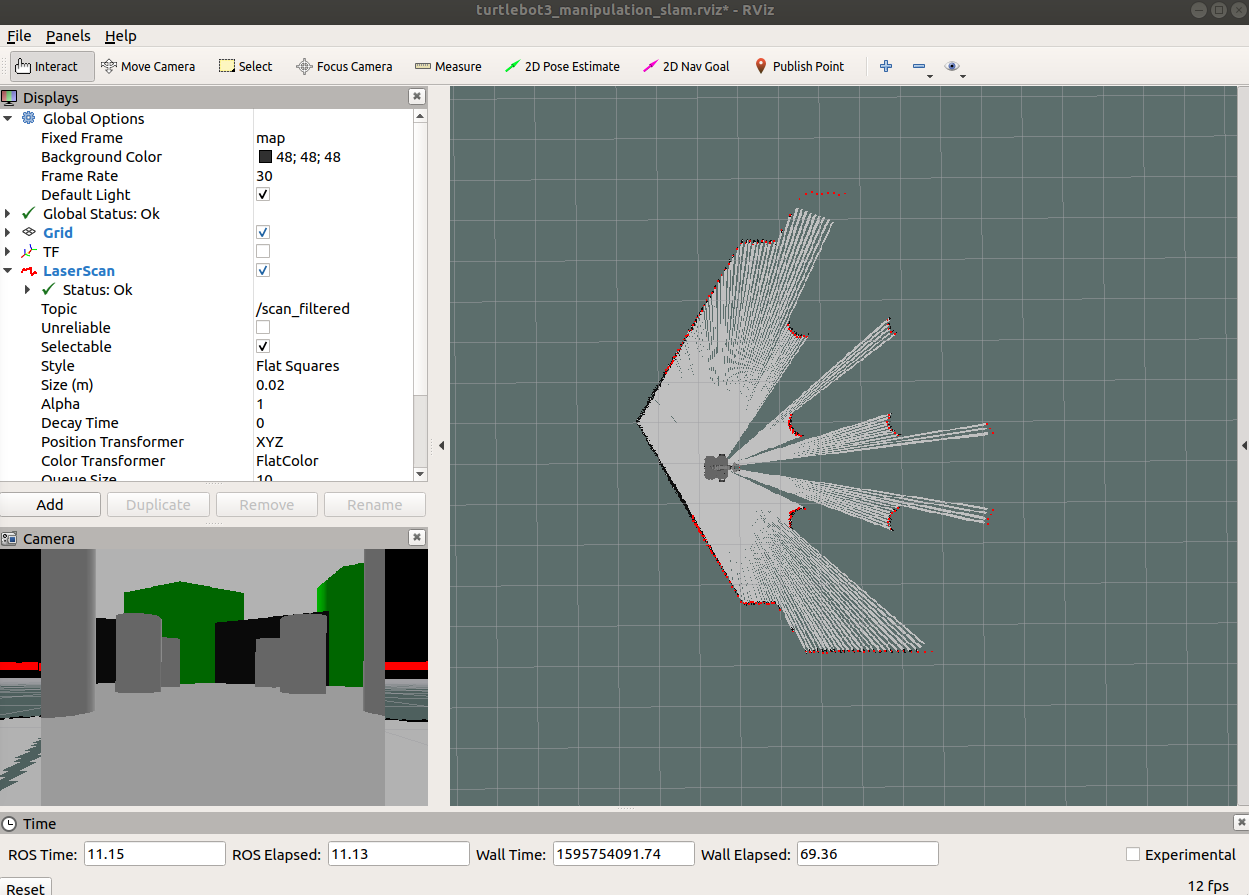 turtlebot3_manipulation_slam.rviz* - RViz
File Panels Help
Interact Move Camera Select Focus Camera Measure 2D Pose Estimate 2D Nav Goal Publish Point
Displays
Global Options
Fixed Frame map
Background Color 48; 48; 48
Frame Rate 30
Default Light
Global Status: Ok
Grid
TF
LaserScan
Status: Ok
Topic /scan_filtered
Unreliable
Selectable
Style Flat Squares
Size (m) 0.02
Alpha 1
Decay Time 0
Position Transformer XYZ
Color Transformer FlatColor
Queue Size 10
Add Duplicate Remove Rename
Camera
Time
ROS Time: 11.15 ROS Elapsed: 11.13 Wall Time: 1595754091.74 Wall Elapsed: 69.36 Experimental
Reset 12 fps